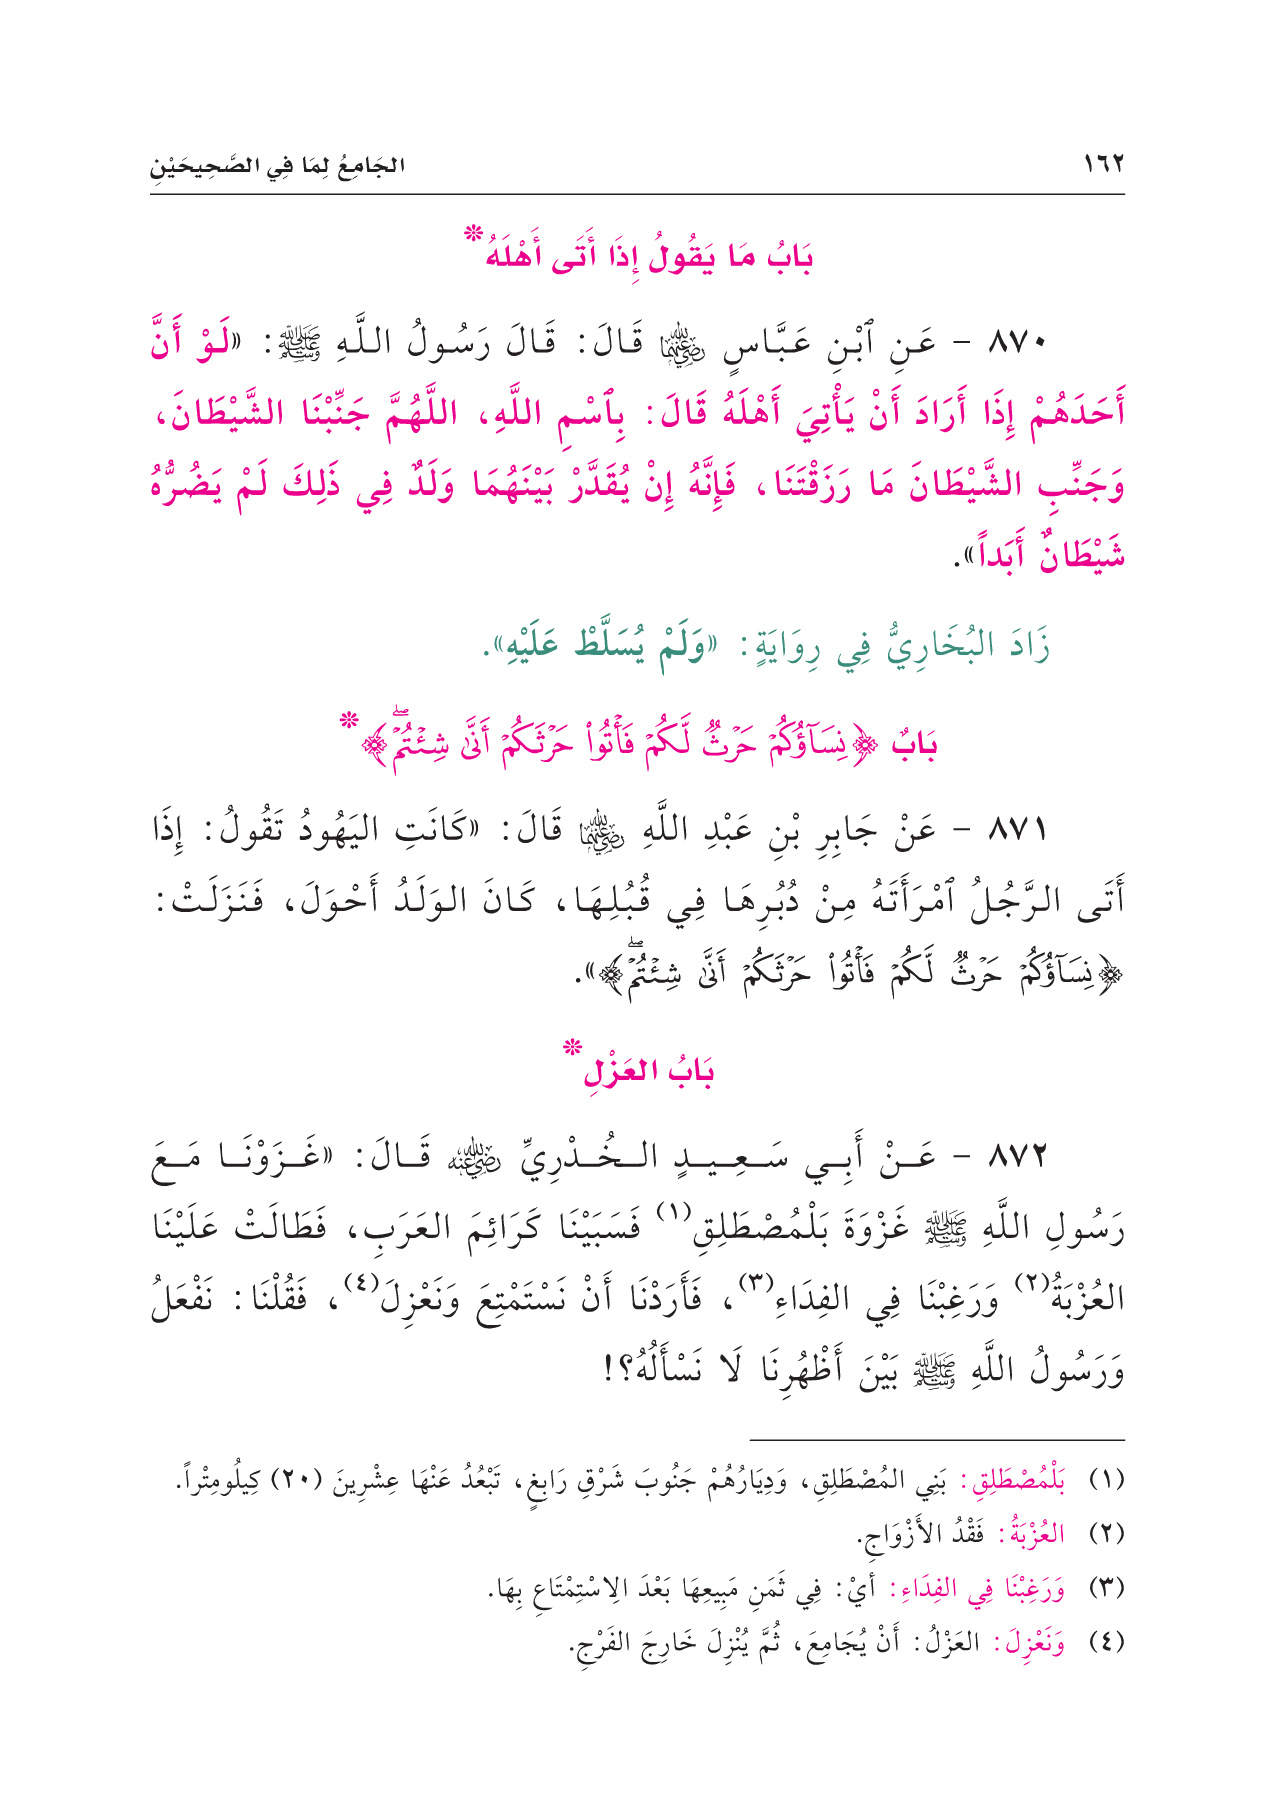 ١٦٢ الجَامِعُ لِمَا فِي الصَّحِيحَيْنِ
بَابُ مَا يَقُولُ إِذَا أَتَى أَهْلَهُ*
٨٧٠ - عَنِ ٱبْنِ عَبَّاسٍ ﵄ قَالَ: قَالَ رَسُولُ اللَّهِ ﷺ: «لَوْ أَنَّ
أَحَدَهُمْ إِذَا أَرَادَ أَنْ يَأْتِيَ أَهْلَهُ قَالَ: بِٱسْمِ اللَّهِ، اللَّهُمَّ جَنِّبْنَا الشَّيْطَانَ،
وَجَنِّبِ الشَّيْطَانَ مَا رَزَقْتَنَا، فَإِنَّهُ إِنْ يُقَدَّرْ بَيْنَهُمَا وَلَدٌ فِي ذَلِكَ لَمْ يَضُرُّهُ
شَيْطَانٌ أَبَداً».
زَادَ البُخَارِيُّ فِي رِوَايَةٍ: «وَلَمْ يُسَلَّطْ عَلَيْهِ».
بَابُ ﴿نِسَآؤُكُمۡ حَرۡثٞ لَّكُمۡ فَأۡتُواْ حَرۡثَكُمۡ أَنَّىٰ شِئۡتُمۡۖ﴾*
٨٧١ - عَنْ جَابِرِ بْنِ عَبْدِ اللَّهِ ﵄ قَالَ: «كَانَتِ اليَهُودُ تَقُولُ: إِذَا
أَتَى الرَّجُلُ ٱمْرَأَتَهُ مِنْ دُبُرِهَا فِي قُبُلِهَا، كَانَ الوَلَدُ أَحْوَلَ، فَنَزَلَتْ:
﴿نِسَآؤُكُمۡ حَرۡثٞ لَّكُمۡ فَأۡتُواْ حَرۡثَكُمۡ أَنَّىٰ شِئۡتُمۡۖ﴾».
بَابُ العَزْلِ*
٨٧٢ - عَنْ أَبِي سَعِيدٍ الخُدْرِيِّ ﵁ قَالَ: «غَزَوْنَا مَعَ
رَسُولِ اللَّهِ ﷺ غَزْوَةَ بَلْمُصْطَلِقِ(١) فَسَبَيْنَا كَرَائِمَ العَرَبِ، فَطَالَتْ عَلَيْنَا
العُزْبَةُ(٢) وَرَغِبْنَا فِي الفِدَاءِ(٣)، فَأَرَدْنَا أَنْ نَسْتَمْتِعَ وَنَعْزِلَ(٤)، فَقُلْنَا: نَفْعَلُ
وَرَسُولُ اللَّهِ ﷺ بَيْنَ أَظْهُرِنَا لَا نَسْأَلُهُ؟!
(١) بَلْمُصْطَلِقِ: بَنِي المُصْطَلِقِ، وَدِيَارُهُمْ جَنُوبَ شَرْقِ رَابِغٍ، تَبْعُدُ عَنْهَا عِشْرِينَ (٢٠) كِيلُومِتْراً.
(٢) العُزْبَةُ: فَقْدُ الأَزْوَاجِ.
(٣) وَرَغِبْنَا فِي الفِدَاءِ: أَيْ: فِي ثَمَنِ مَبِيعِهَا بَعْدَ الِاسْتِمْتَاعِ بِهَا.
(٤) وَنَعْزِلَ: العَزْلُ: أَنْ يُجَامِعَ، ثُمَّ يُنْزِلَ خَارِجَ الفَرْجِ.